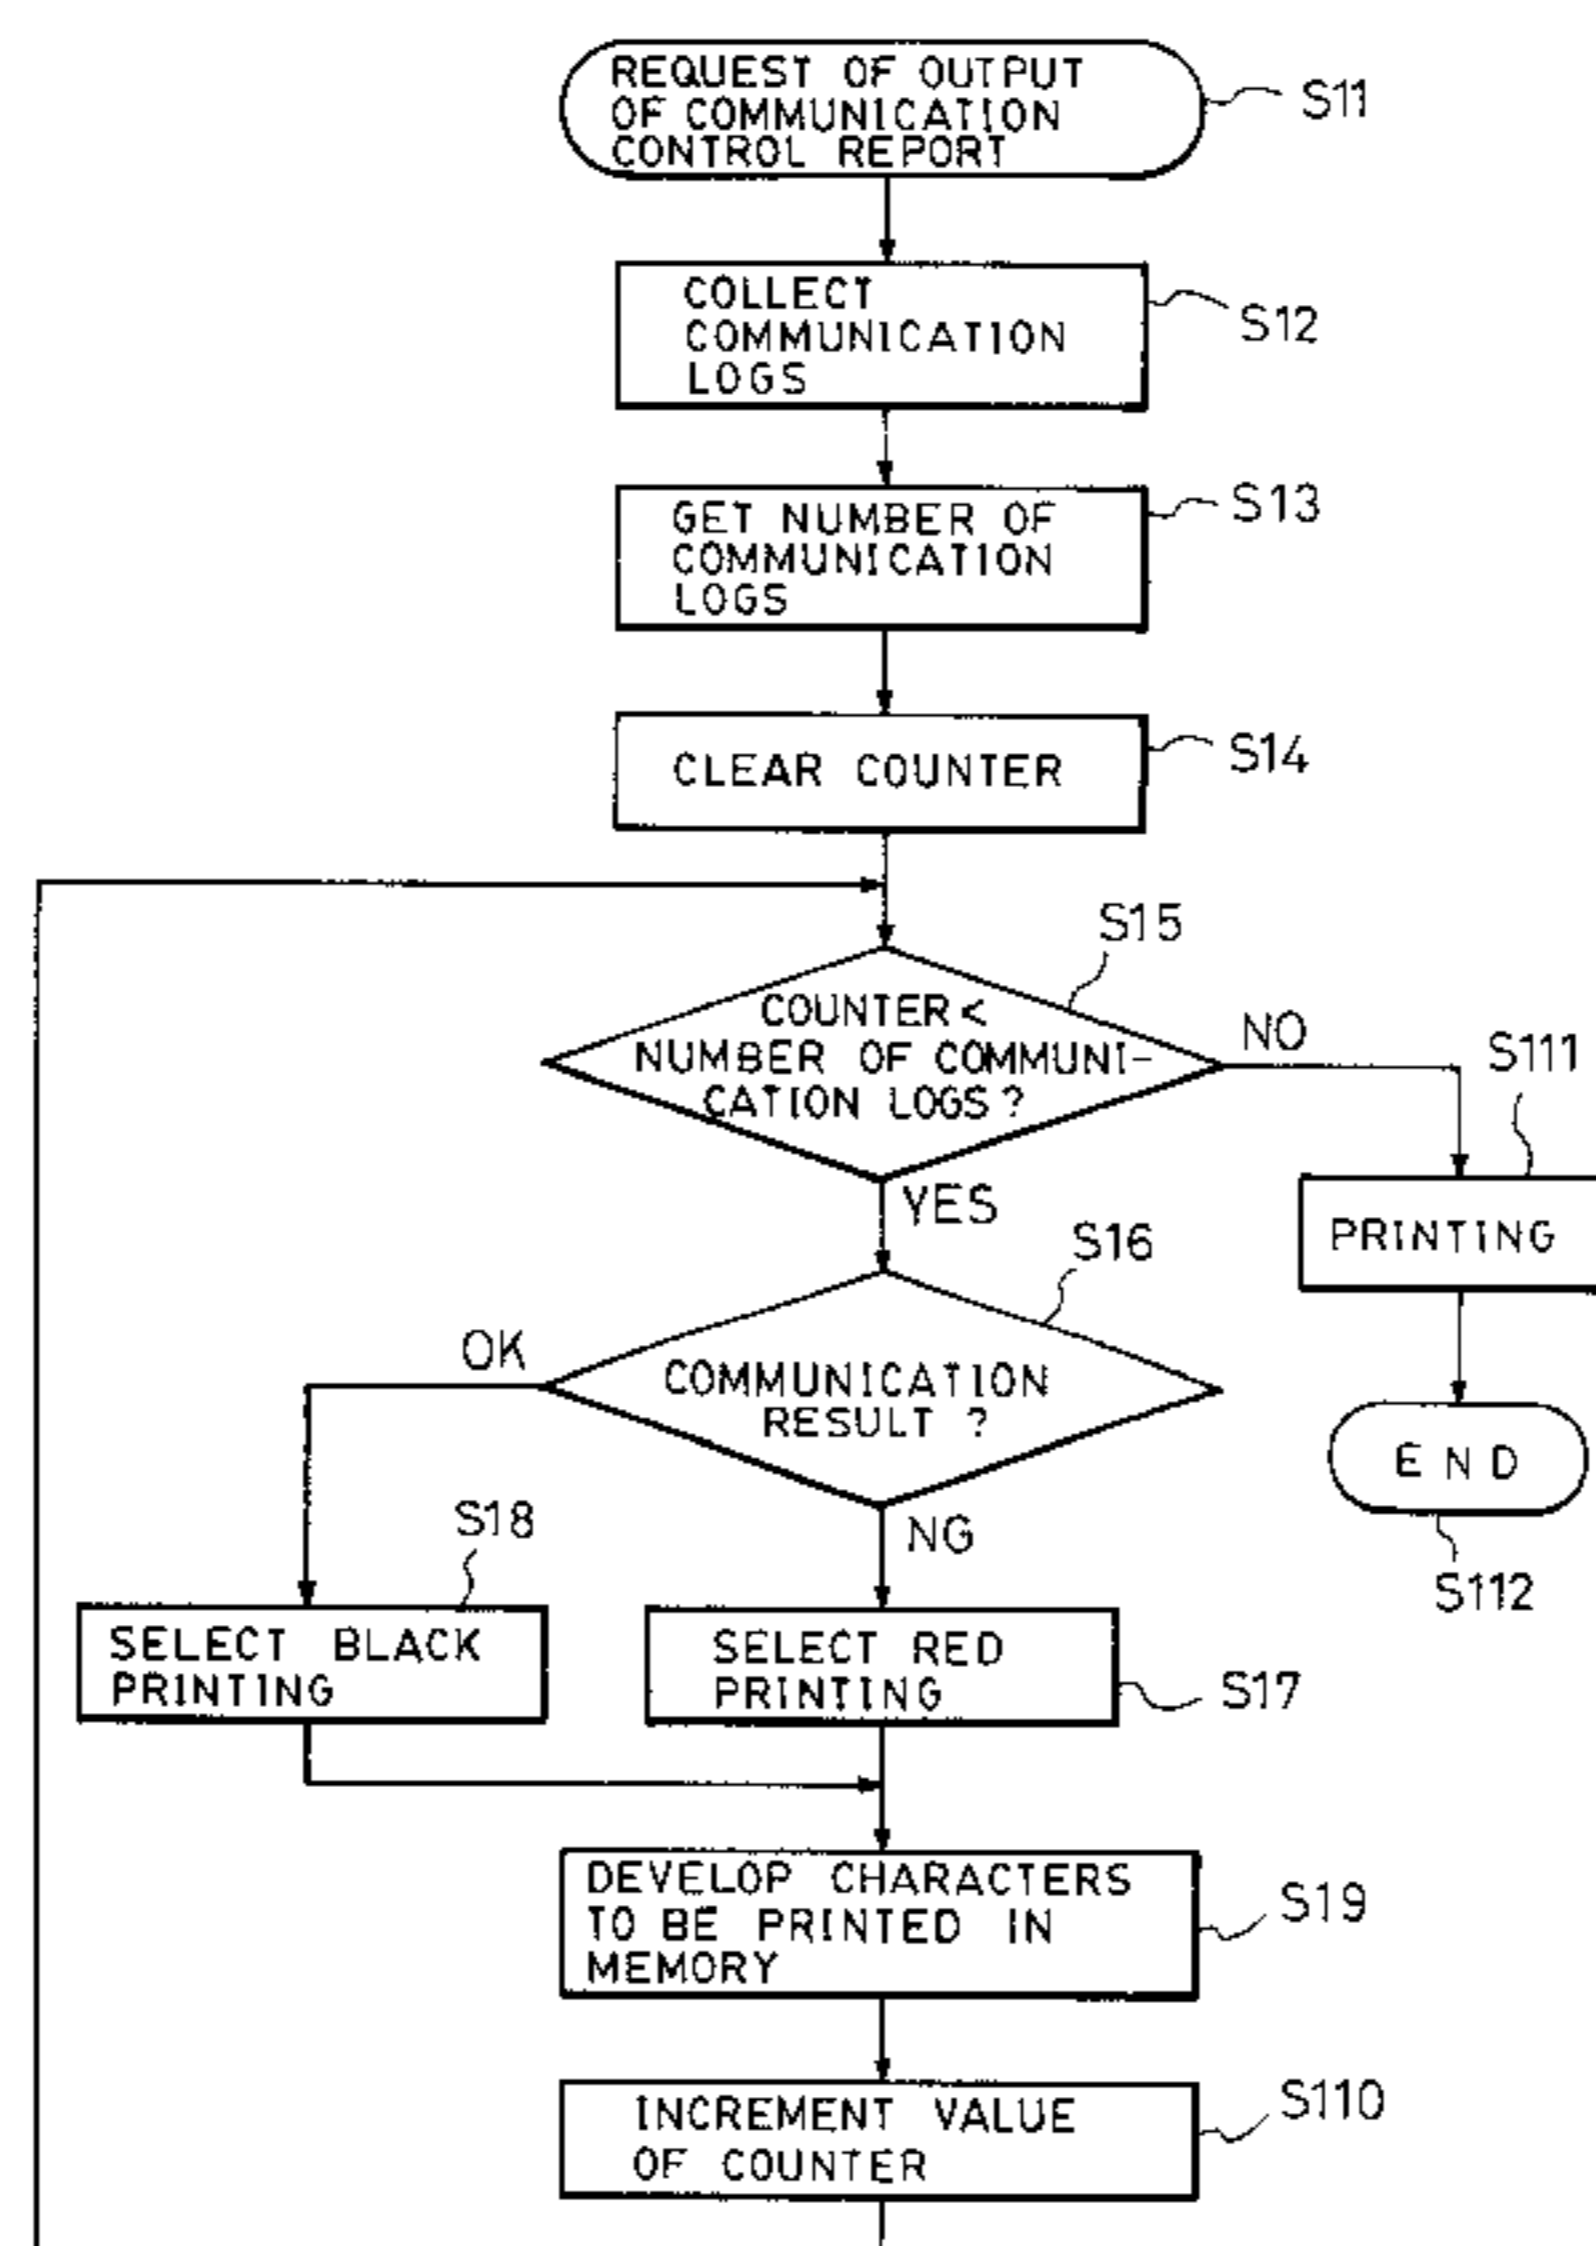 REQUEST OF OUTPUT
OF COMMUNICATION
CONTROL REPORT
S11
COLLECT
COMMUNICATION
LOGS
S12
GET NUMBER OF
COMMUNICATION
LOGS
S13
CLEAR COUNTER
S14
S15
COUNTER <
NUMBER OF COMMUNI-
CATION LOGS ?
NO
YES
S111
PRINTING
S16
COMMUNICATION
RESULT ?
OK
NG
END
S112
S18
SELECT BLACK
PRINTING
SELECT RED
PRINTING
S17
DEVELOP CHARACTERS
TO BE PRINTED IN
MEMORY
S19
INCREMENT VALUE
OF COUNTER
S110